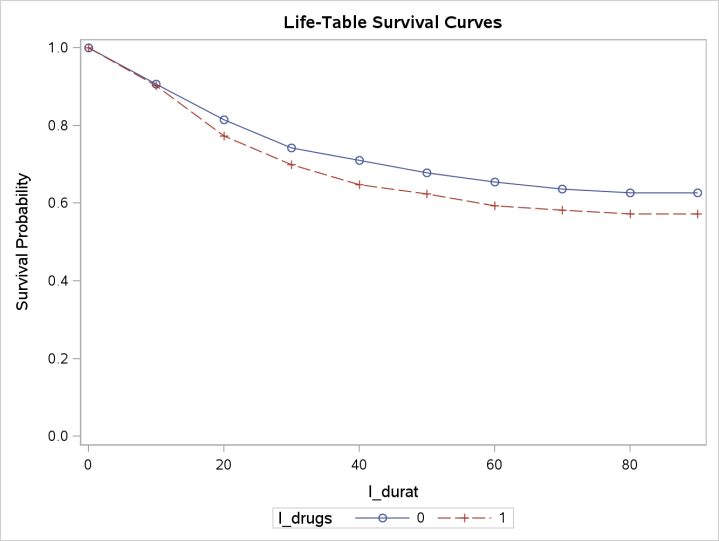 Life-Table Survival Curves
1.0
0.8
0.6
0.4
0.2
0.0
Survival Probability
0 20 40 60 80
l_durat
l_drugs 0 1